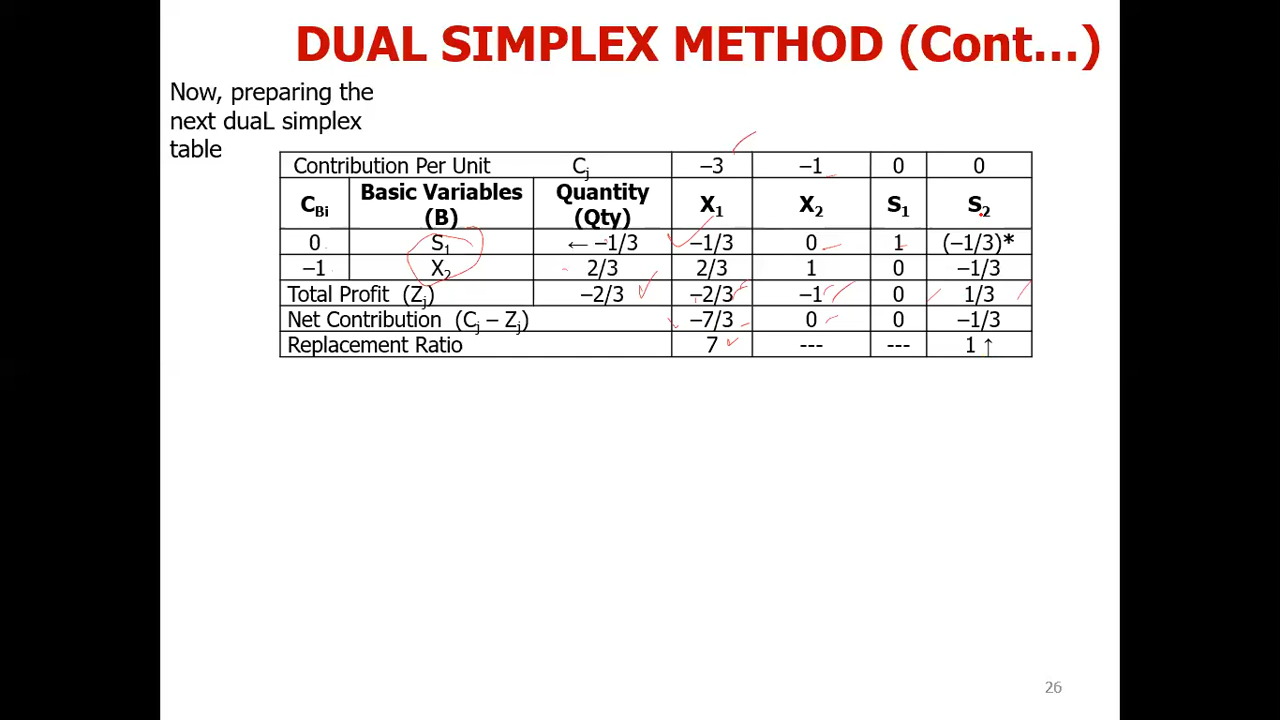 DUAL SIMPLEX METHOD (Cont...)
Now, preparing the
next duaL simplex
table
Contribution Per Unit Cj –3 –1 0 0
CBi Basic Variables (B) Quantity (Qty) X1 X2 S1 S2
0 S1 ←–1/3 –1/3 0 1 (–1/3)*
–1 X2 2/3 2/3 1 0 –1/3
Total Profit (Zj) –2/3 –2/3 –1 0 1/3
Net Contribution (Cj – Zj) –7/3 0 0 –1/3
Replacement Ratio 7 --- --- 1↑
26